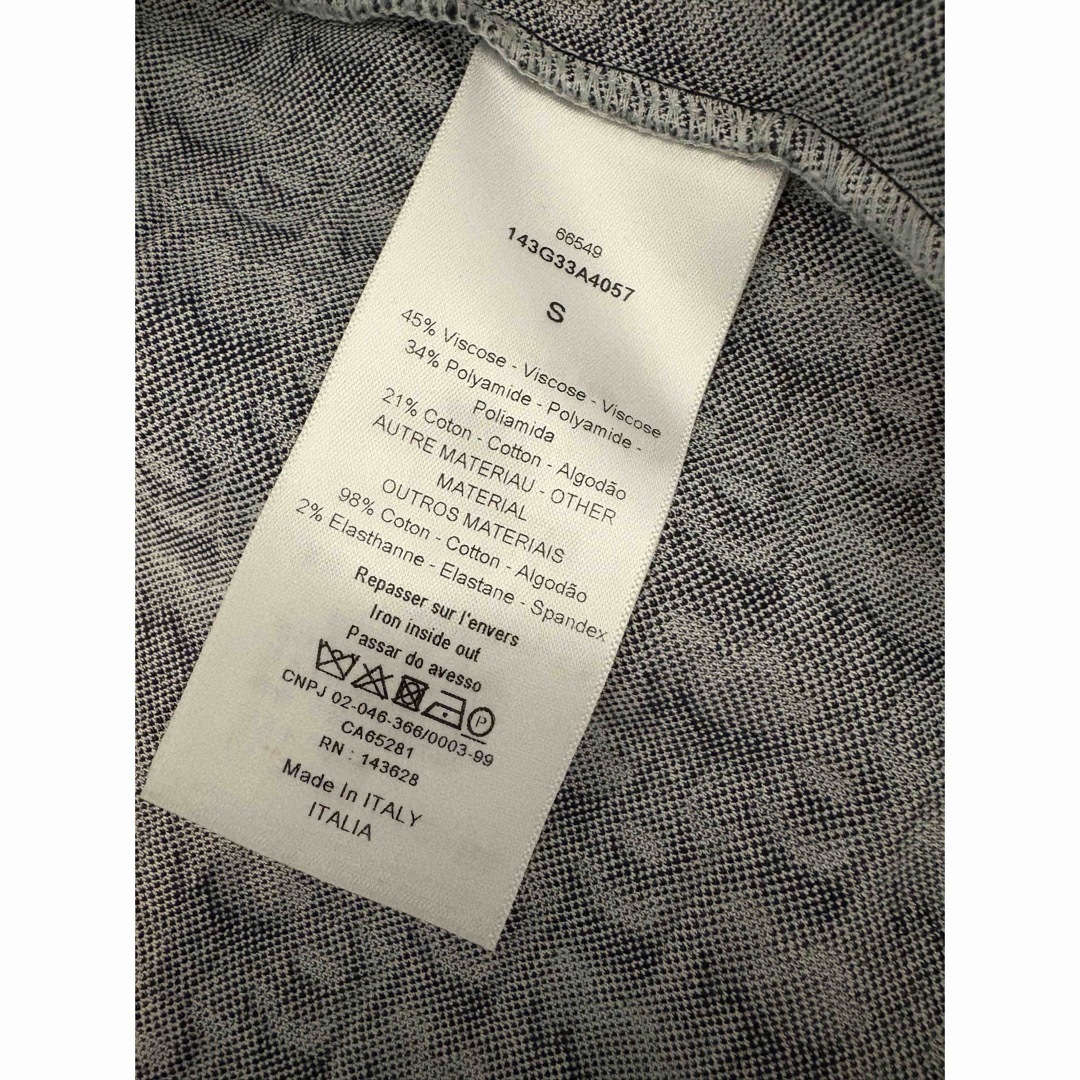 66549
143G33A4057
S
45% Viscose - Viscose - Viscose
34% Polyamide - Polyamide -
Poliamida
21% Coton - Cotton - Algodão
AUTRE MATERIAU - OTHER
MATERIAL
OUTROS MATERIAIS
98% Coton - Cotton - Algodão
2% Elasthanne - Elastane - Spandex
Repasser sur l'envers
Iron inside out
Passar do avesso
P
CNPJ 02-046-366/0003-99
CA65281
RN : 143628
Made In ITALY
ITALIA